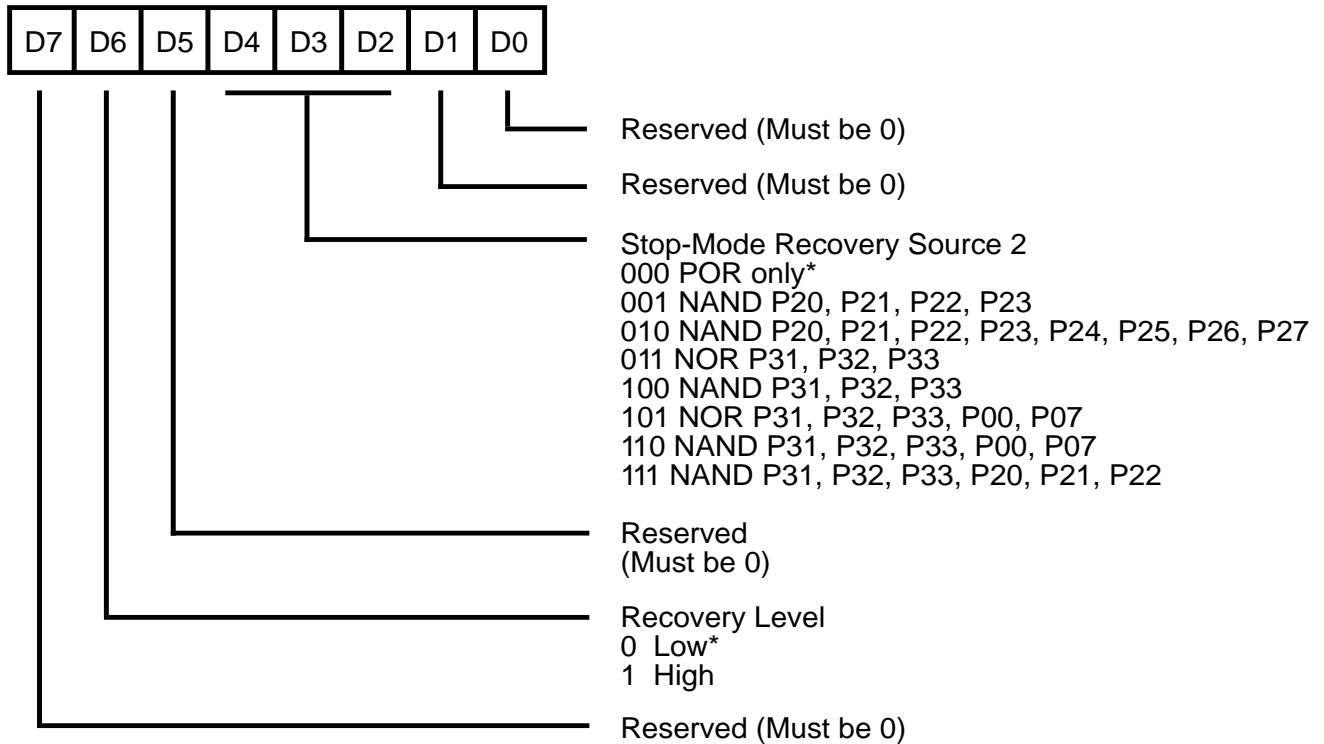 D7 D6 D5 D4 D3 D2 D1 D0
Reserved (Must be 0)
Reserved (Must be 0)
Stop-Mode Recovery Source 2
000 POR only*
001 NAND P20, P21, P22, P23
010 NAND P20, P21, P22, P23, P24, P25, P26, P27
011 NOR P31, P32, P33
100 NAND P31, P32, P33
101 NOR P31, P32, P33, P00, P07
110 NAND P31, P32, P33, P00, P07
111 NAND P31, P32, P33, P20, P21, P22
Reserved
(Must be 0)
Recovery Level
0 Low*
1 High
Reserved (Must be 0)